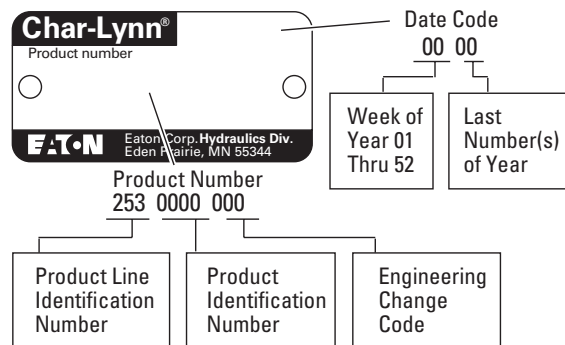 Char-Lynn®
Product number
EATON
Eaton Corp. Hydraulics Div.
Eden Prairie, MN 55344
Date Code
00 00
Week of
Year 01
Thru 52
Last
Number(s)
of Year
Product Number
253 0000 000
Product Line
Identification
Number
Product
Identification
Number
Engineering
Change
Code